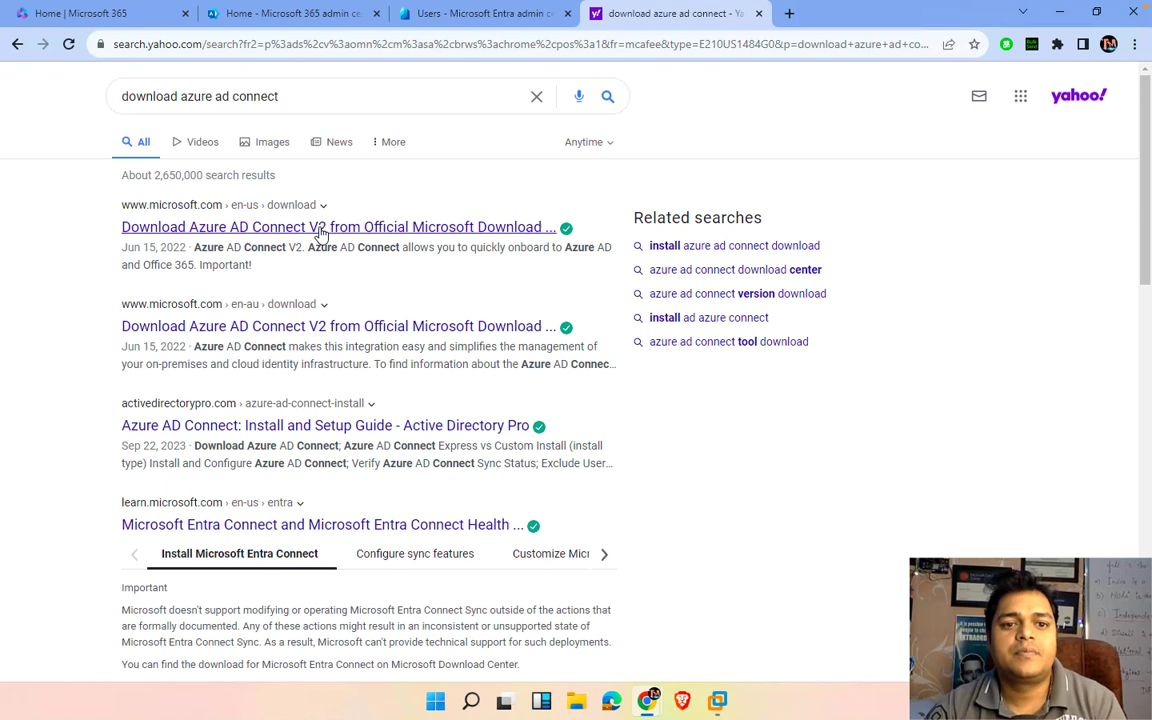 Home | Microsoft 365
Home - Microsoft 365 admin ce
Users - Microsoft Entra admin c
download azure ad connect - Ya
search.yahoo.com/search?fr2=p%3ads%2cv%3aomn%2cm%3asa%2cbrws%3achrome%2cpos%3a1&fr=mcafee&type=E210US1484G0&p=download+azure+ad+co...
download azure ad connect
yahoo!
All
Videos
Images
News
More
Anytime
About 2,650,000 search results
www.microsoft.com › en-us › download
Download Azure AD Connect V2 from Official Microsoft Download ...
Jun 15, 2022 · Azure AD Connect V2. Azure AD Connect allows you to quickly onboard to Azure AD
and Office 365. Important!
www.microsoft.com › en-au › download
Download Azure AD Connect V2 from Official Microsoft Download ...
Jun 15, 2022 · Azure AD Connect makes this integration easy and simplifies the management of
your on-premises and cloud identity infrastructure. To find information about the Azure AD Connec...
activedirectorypro.com › azure-ad-connect-install
Azure AD Connect: Install and Setup Guide - Active Directory Pro
Sep 22, 2023 · Download Azure AD Connect; Azure AD Connect Express vs Custom Install (install
type) Install and Configure Azure AD Connect; Verify Azure AD Connect Sync Status; Exclude User...
learn.microsoft.com › en-us › entra
Microsoft Entra Connect and Microsoft Entra Connect Health ...
Install Microsoft Entra Connect
Configure sync features
Customize Mic
Important
Microsoft doesn't support modifying or operating Microsoft Entra Connect Sync outside of the actions that
are formally documented. Any of these actions might result in an inconsistent or unsupported state of
Microsoft Entra Connect Sync. As a result, Microsoft can't provide technical support for such deployments.
You can find the download for Microsoft Entra Connect on Microsoft Download Center.
Related searches
install azure ad connect download
azure ad connect download center
azure ad connect version download
install ad azure connect
azure ad connect tool download